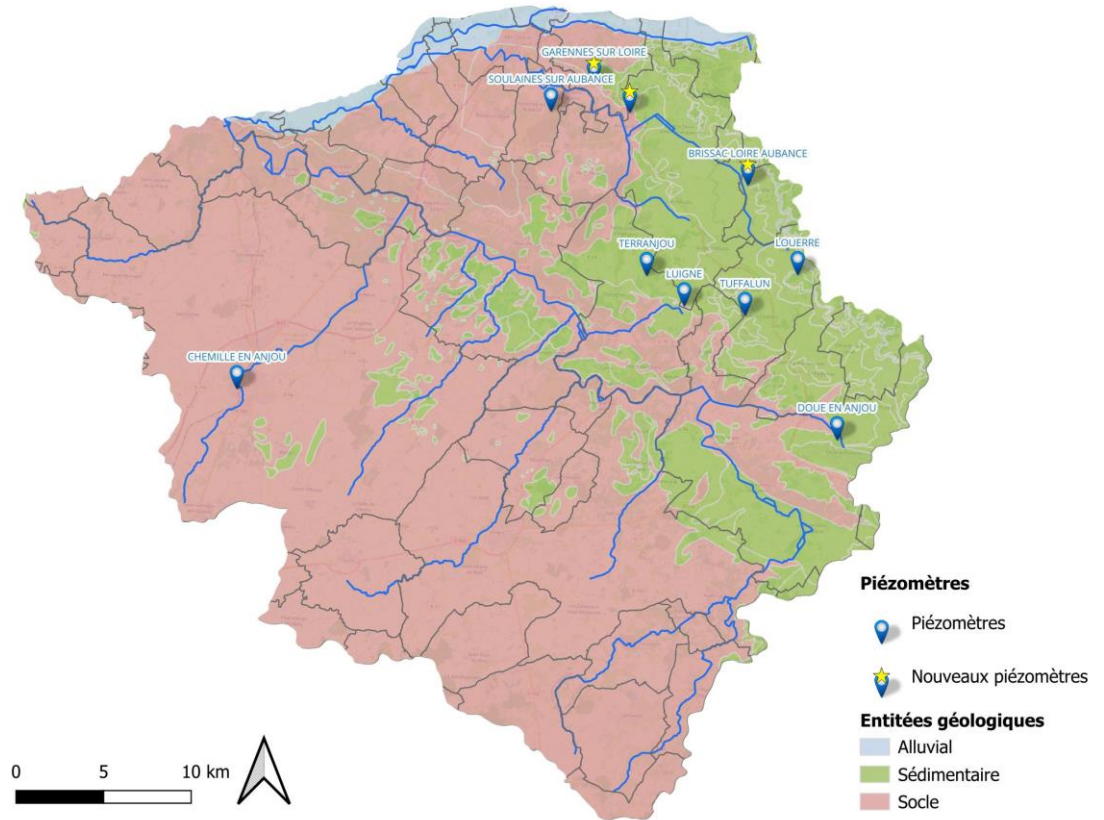 GARENNES SUR LOIRE
SOULAINES SUR AUBANCE
BRISSAC LOIRE AUBANCE
TERRANJOU
LOUERRE
LUIGNE
TUFFALUN
CHEMILLE EN ANJOU
DOUE EN ANJOU
Piézomètres
Piézomètres
Nouveaux piézomètres
Entitées géologiques
Alluvial
Sédimentaire
Socle
0 5 10 km